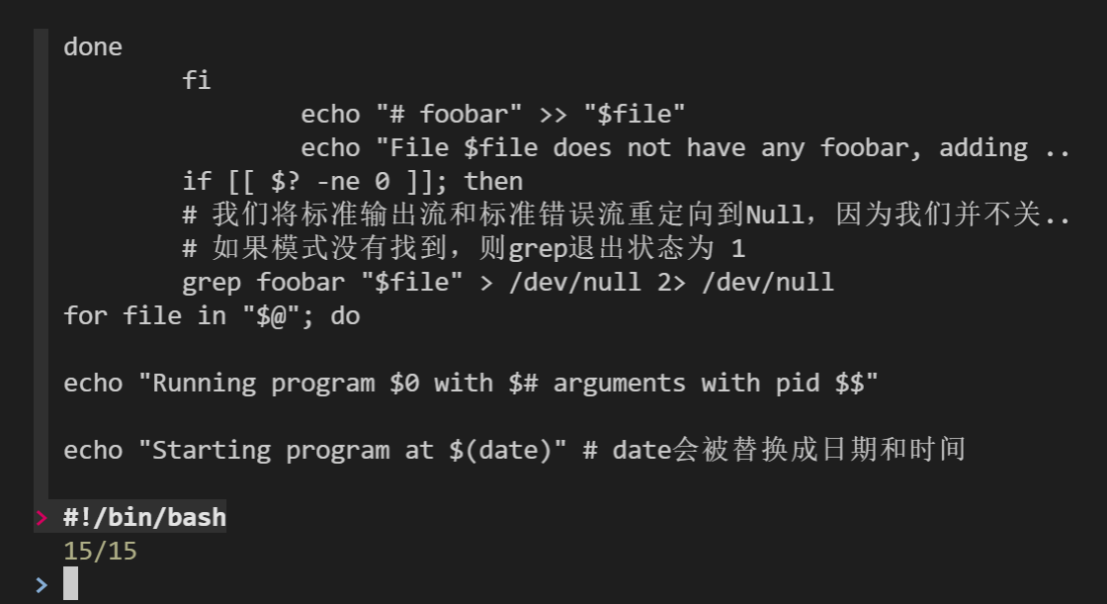 done
fi
echo "# foobar" >> "$file"
echo "File $file does not have any foobar, adding ..
if [[ $? -ne 0 ]]; then
# 我们将标准输出流和标准错误流重定向到Null，因为我们并不关..
# 如果模式没有找到，则grep退出状态为 1
grep foobar "$file" > /dev/null 2> /dev/null
for file in "$@"; do
echo "Running program $0 with $# arguments with pid $$"
echo "Starting program at $(date)" # date会被替换成日期和时间
> #!/bin/bash
15/15
>